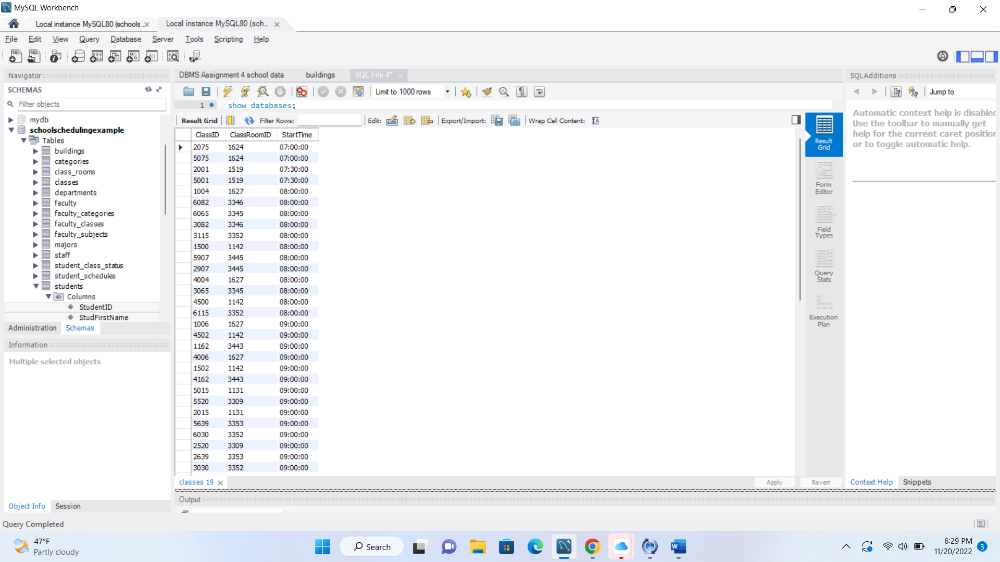 MySQL Workbench
Local instance MySQL80 (schools..
Local instance MySQL80 (sch...
File Edit View Query Database Server Tools Scripting Help
Navigator
SCHEMAS
Filter objects
mydb
schoolschedulingexample
Tables
buildings
categories
class_rooms
classes
departments
faculty
faculty_categories
faculty_classes
faculty_subjects
majors
staff
student_class_status
student_schedules
students
Columns
StudentID
StudFirstName
Administration Schemas
Information
Multiple selected objects
Object Info Session
Query Completed
DBMS Assignment 4 school data buildings SQL File 4*
Limit to 1000 rows
1 show databases;
Result Grid Filter Rows: Edit: Export/Import: Wrap Cell Content:
ClassID ClassRoomID StartTime
2075 1624 07:00:00
5075 1624 07:00:00
2001 1519 07:30:00
5001 1519 07:30:00
1004 1627 08:00:00
6082 3346 08:00:00
6065 3345 08:00:00
3082 3346 08:00:00
3115 3352 08:00:00
1500 1142 08:00:00
5907 3445 08:00:00
2907 3445 08:00:00
4004 1627 08:00:00
3065 3345 08:00:00
4500 1142 08:00:00
6115 3352 08:00:00
1006 1627 09:00:00
4502 1142 09:00:00
1162 3443 09:00:00
4006 1627 09:00:00
1502 1142 09:00:00
4162 3443 09:00:00
5015 1131 09:00:00
5520 3309 09:00:00
2015 1131 09:00:00
5639 3353 09:00:00
6030 3352 09:00:00
2520 3309 09:00:00
2639 3353 09:00:00
3030 3352 09:00:00
classes 19
Apply Revert
Output
Result
Grid
Form
Editor
Field
Types
Query
Stats
Execution
Plan
SQLAdditions
Jump to
Automatic context help is disabled
Use the toolbar to manually get
help for the current caret position
or to toggle automatic help.
Context Help Snippets
47°F
Partly cloudy
Search
6:29 PM
11/20/2022
3